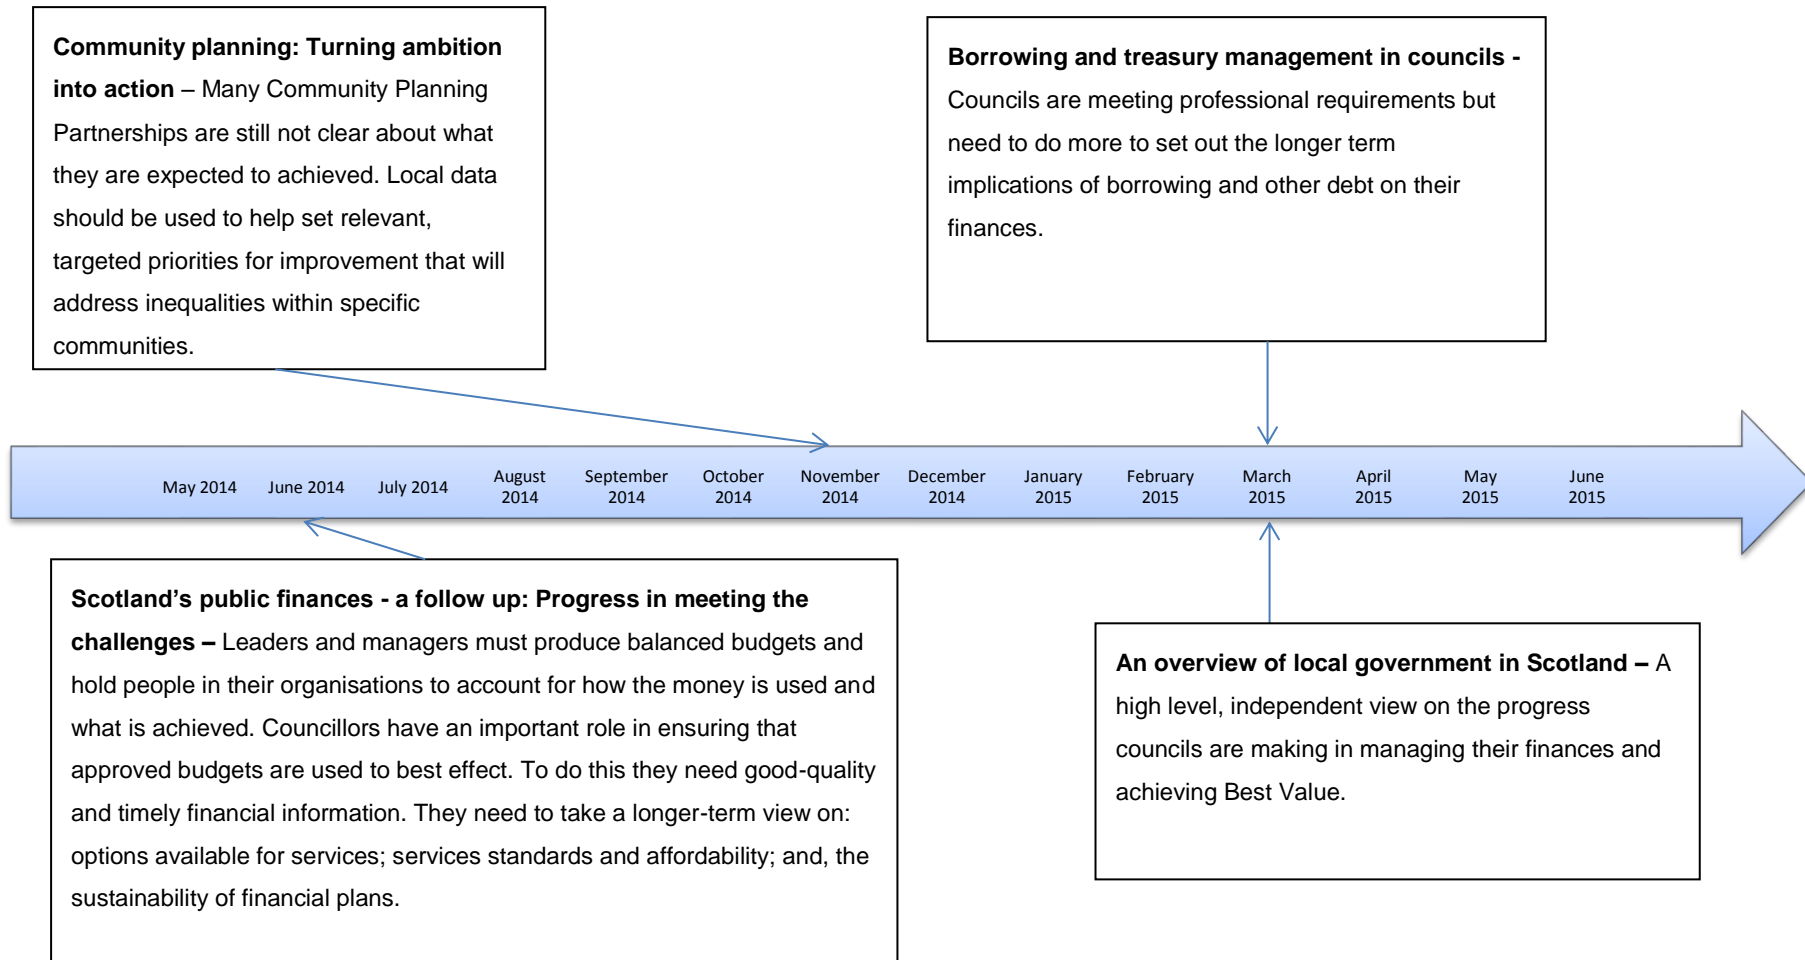 Community planning: Turning ambition
into action – Many Community Planning
Partnerships are still not clear about what
they are expected to achieved. Local data
should be used to help set relevant,
targeted priorities for improvement that will
address inequalities within specific
communities.
Borrowing and treasury management in councils -
Councils are meeting professional requirements but
need to do more to set out the longer term
implications of borrowing and other debt on their
finances.
May 2014 June 2014 July 2014 August 2014 September 2014 October 2014 November 2014 December 2014 January 2015 February 2015 March 2015 April 2015 May 2015 June 2015
Scotland’s public finances - a follow up: Progress in meeting the
challenges – Leaders and managers must produce balanced budgets and
hold people in their organisations to account for how the money is used and
what is achieved. Councillors have an important role in ensuring that
approved budgets are used to best effect. To do this they need good-quality
and timely financial information. They need to take a longer-term view on:
options available for services; services standards and affordability; and, the
sustainability of financial plans.
An overview of local government in Scotland – A
high level, independent view on the progress
councils are making in managing their finances and
achieving Best Value.